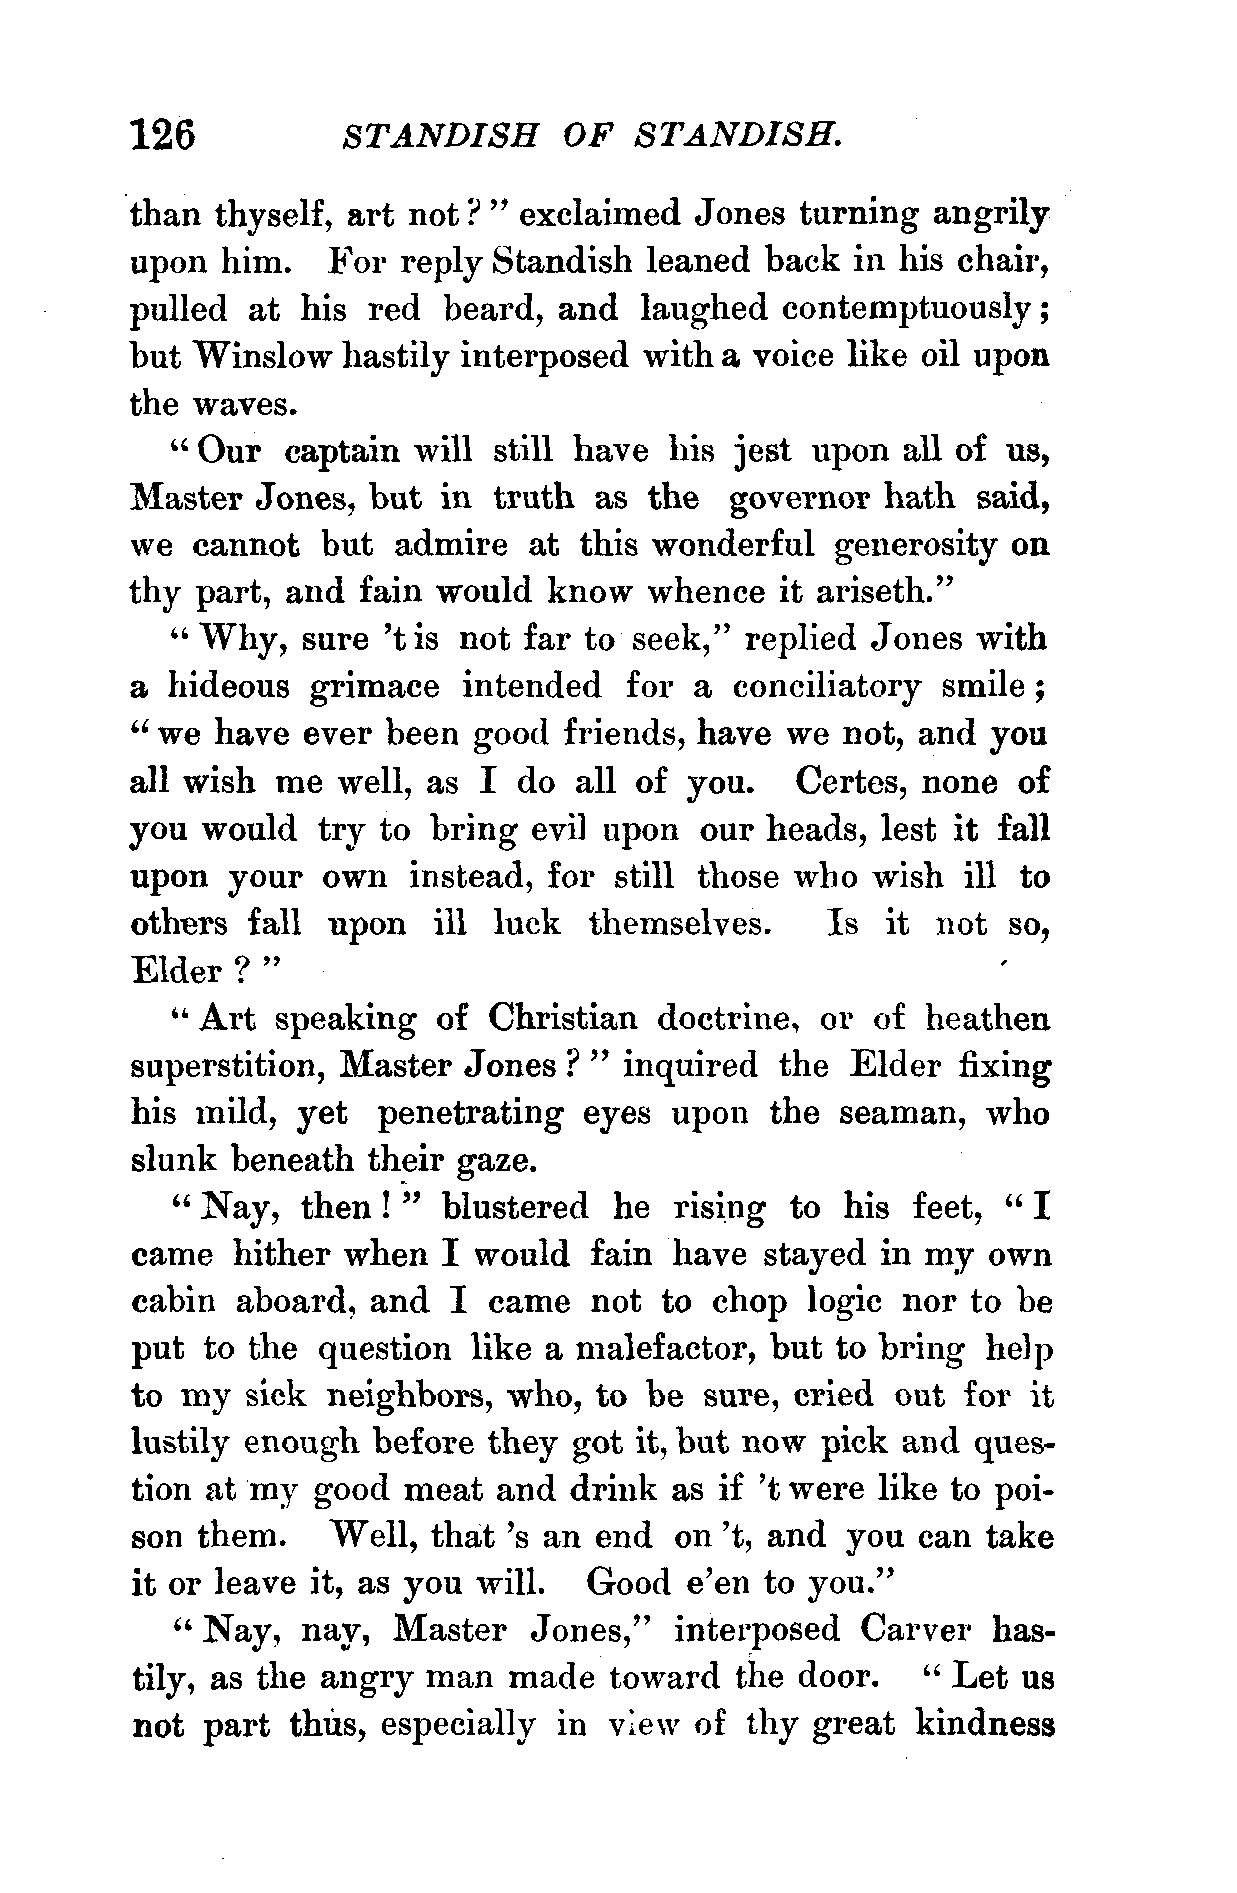 126 STANDISH OF STANDISH.
than thyself, art not?" exclaimed Jones turning angrily
upon him. For reply Standish leaned back in his chair,
pulled at his red beard, and laughed contemptuously;
but Winslow hastily interposed with a voice like oil upon
the waves.
"Our captain will still have his jest upon all of us,
Master Jones, but in truth as the governor hath said,
we cannot but admire at this wonderful generosity on
thy part, and fain would know whence it ariseth."
"Why, sure 't is not far to seek," replied Jones with
a hideous grimace intended for a conciliatory smile;
"we have ever been good friends, have we not, and you
all wish me well, as I do all of you. Certes, none of
you would try to bring evil upon our heads, lest it fall
upon your own instead, for still those who wish ill to
others fall upon ill luck themselves. Is it not so,
Elder?"
"Art speaking of Christian doctrine, or of heathen
superstition, Master Jones?" inquired the Elder fixing
his mild, yet penetrating eyes upon the seaman, who
slunk beneath their gaze.
"Nay, then!" blustered he rising to his feet, "I
came hither when I would fain have stayed in my own
cabin aboard, and I came not to chop logic nor to be
put to the question like a malefactor, but to bring help
to my sick neighbors, who, to be sure, cried out for it
lustily enough before they got it, but now pick and ques-
tion at my good meat and drink as if 't were like to poi-
son them. Well, that 's an end on 't, and you can take
it or leave it, as you will. Good e'en to you."
"Nay, nay, Master Jones," interposed Carver has-
tily, as the angry man made toward the door. "Let us
not part thus, especially in view of thy great kindness